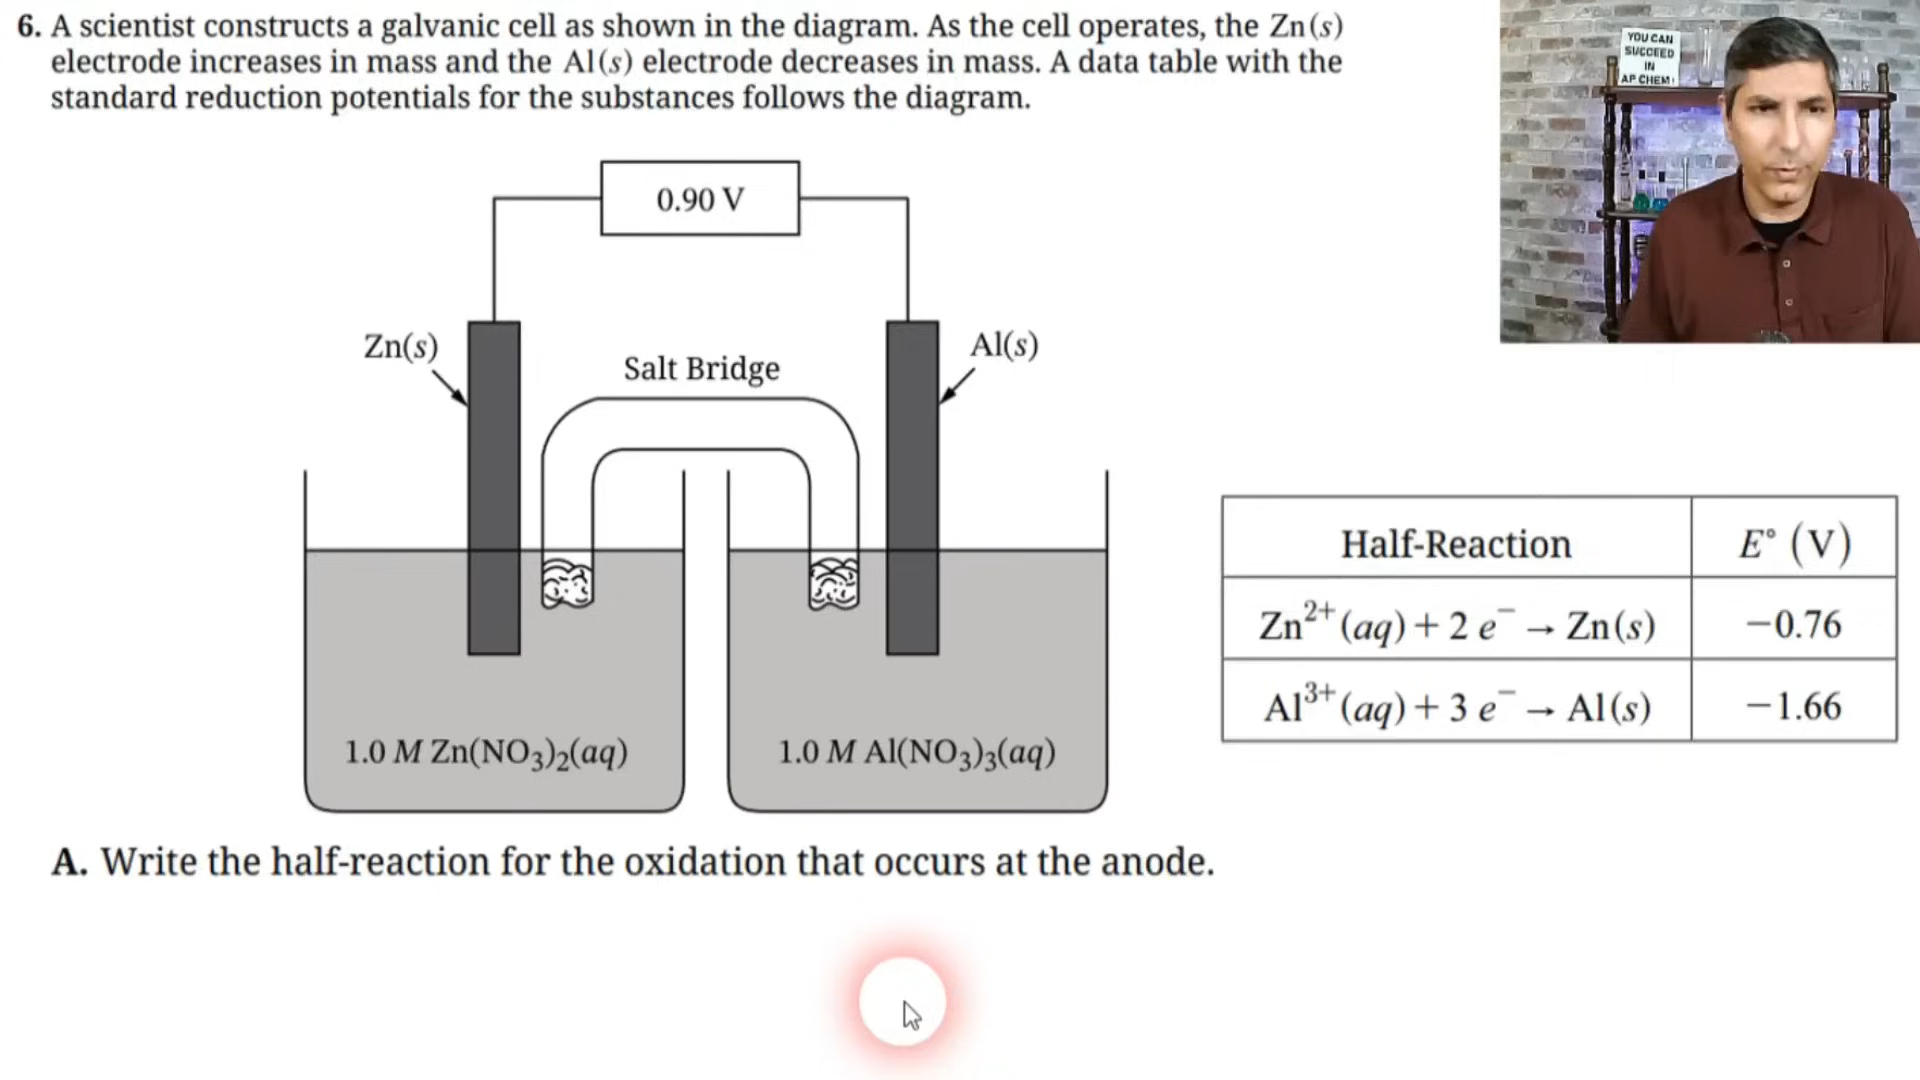 6. A scientist constructs a galvanic cell as shown in the diagram. As the cell operates, the Zn(s)
electrode increases in mass and the Al(s) electrode decreases in mass. A data table with the
standard reduction potentials for the substances follows the diagram.
YOU CAN
SUCCEED
IN
AP CHEM!
0.90 V
Zn(s)
Salt Bridge
Al(s)
1.0 M Zn(NO₃)₂(aq)
1.0 M Al(NO₃)₃(aq)
Half-Reaction
E° (V)
Zn²⁺(aq) + 2 e⁻ → Zn(s)
−0.76
Al³⁺(aq) + 3 e⁻ → Al(s)
−1.66
A. Write the half-reaction for the oxidation that occurs at the anode.